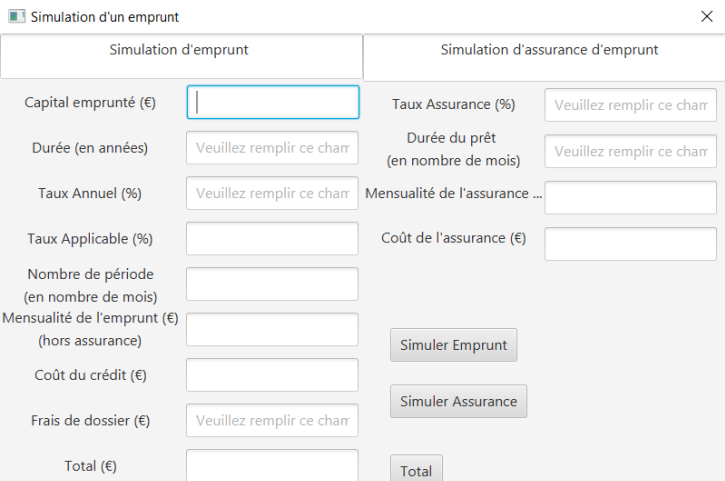 Simulation d'un emprunt
Simulation d'emprunt
Capital emprunté (€)
Durée (en années)
Veuillez remplir ce cham
Taux Annuel (%)
Veuillez remplir ce cham
Taux Applicable (%)
Nombre de période
(en nombre de mois)
Mensualité de l'emprunt (€)
(hors assurance)
Coût du crédit (€)
Frais de dossier (€)
Veuillez remplir ce cham
Total (€)
Simulation d'assurance d'emprunt
Taux Assurance (%)
Veuillez remplir ce cham
Durée du prêt
(en nombre de mois)
Veuillez remplir ce cham
Mensualité de l'assurance ...
Coût de l'assurance (€)
Simuler Emprunt
Simuler Assurance
Total